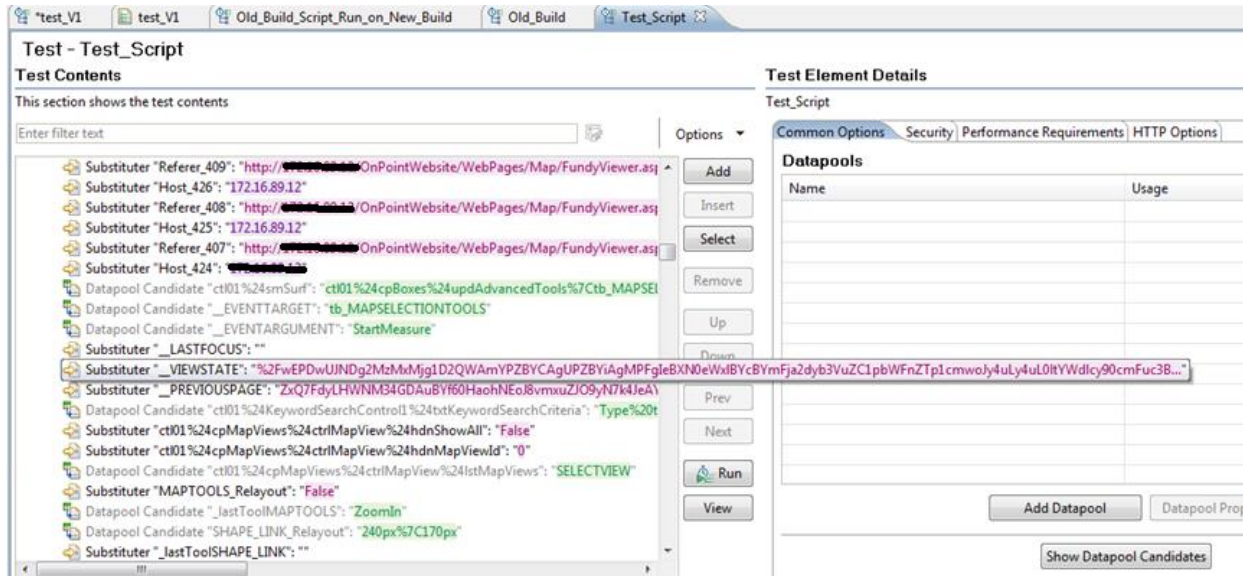 *test_V1 test_V1 Old_Build_Script_Run_on_New_Build Old_Build Test_Script
Test - Test_Script
Test Contents
This section shows the test contents
Enter filter text
Options
Substituter "Referer_409": "http:// OnPointWebsite/WebPages/Map/FundyViewer.asp
Substituter "Host_426": "172.16.89.12"
Substituter "Referer_408": "http:// OnPointWebsite/WebPages/Map/FundyViewer.asp
Substituter "Host_425": "172.16.89.12"
Substituter "Referer_407": "http:// OnPointWebsite/WebPages/Map/FundyViewer.asp
Substituter "Host_424":
Datapool Candidate "ctl01%24smSurf": "ctl01%24cpBoxes%24updAdvancedTools%7Ctb_MAPSEL
Datapool Candidate "__EVENTTARGET": "tb_MAPSELECTIONTOOLS"
Datapool Candidate "__EVENTARGUMENT": "StartMeasure"
Substituter "__LASTFOCUS": ""
Substituter "__VIEWSTATE":
Substituter "__PREVIOUSPAGE":
Datapool Candidate "ctl01%24KeywordSearchControl1%24txtKeywordSearchCriteria": "Type%20t
Substituter "ctl01%24cpMapViews%24ctrlMapView%24hdnShowAll": "False"
Substituter "ctl01%24cpMapViews%24ctrlMapView%24hdnMapViewId": "0"
Datapool Candidate "ctl01%24cpMapViews%24ctrlMapView%24lstMapViews": "SELECTVIEW"
Substituter "MAPTOOLS_Relayout": "False"
Datapool Candidate "_lastToolMAPTOOLS": "ZoomIn"
Datapool Candidate "SHAPE_LINK_Relayout": "240px%7C170px"
Substituter "_lastToolSHAPE_LINK": ""
Add
Insert
Select
Remove
Up
Down
Prev
Next
Run
View
Test Element Details
Test_Script
Common Options Security Performance Requirements HTTP Options
Datapools
Name Usage
Add Datapool Datapool Prop
Show Datapool Candidates